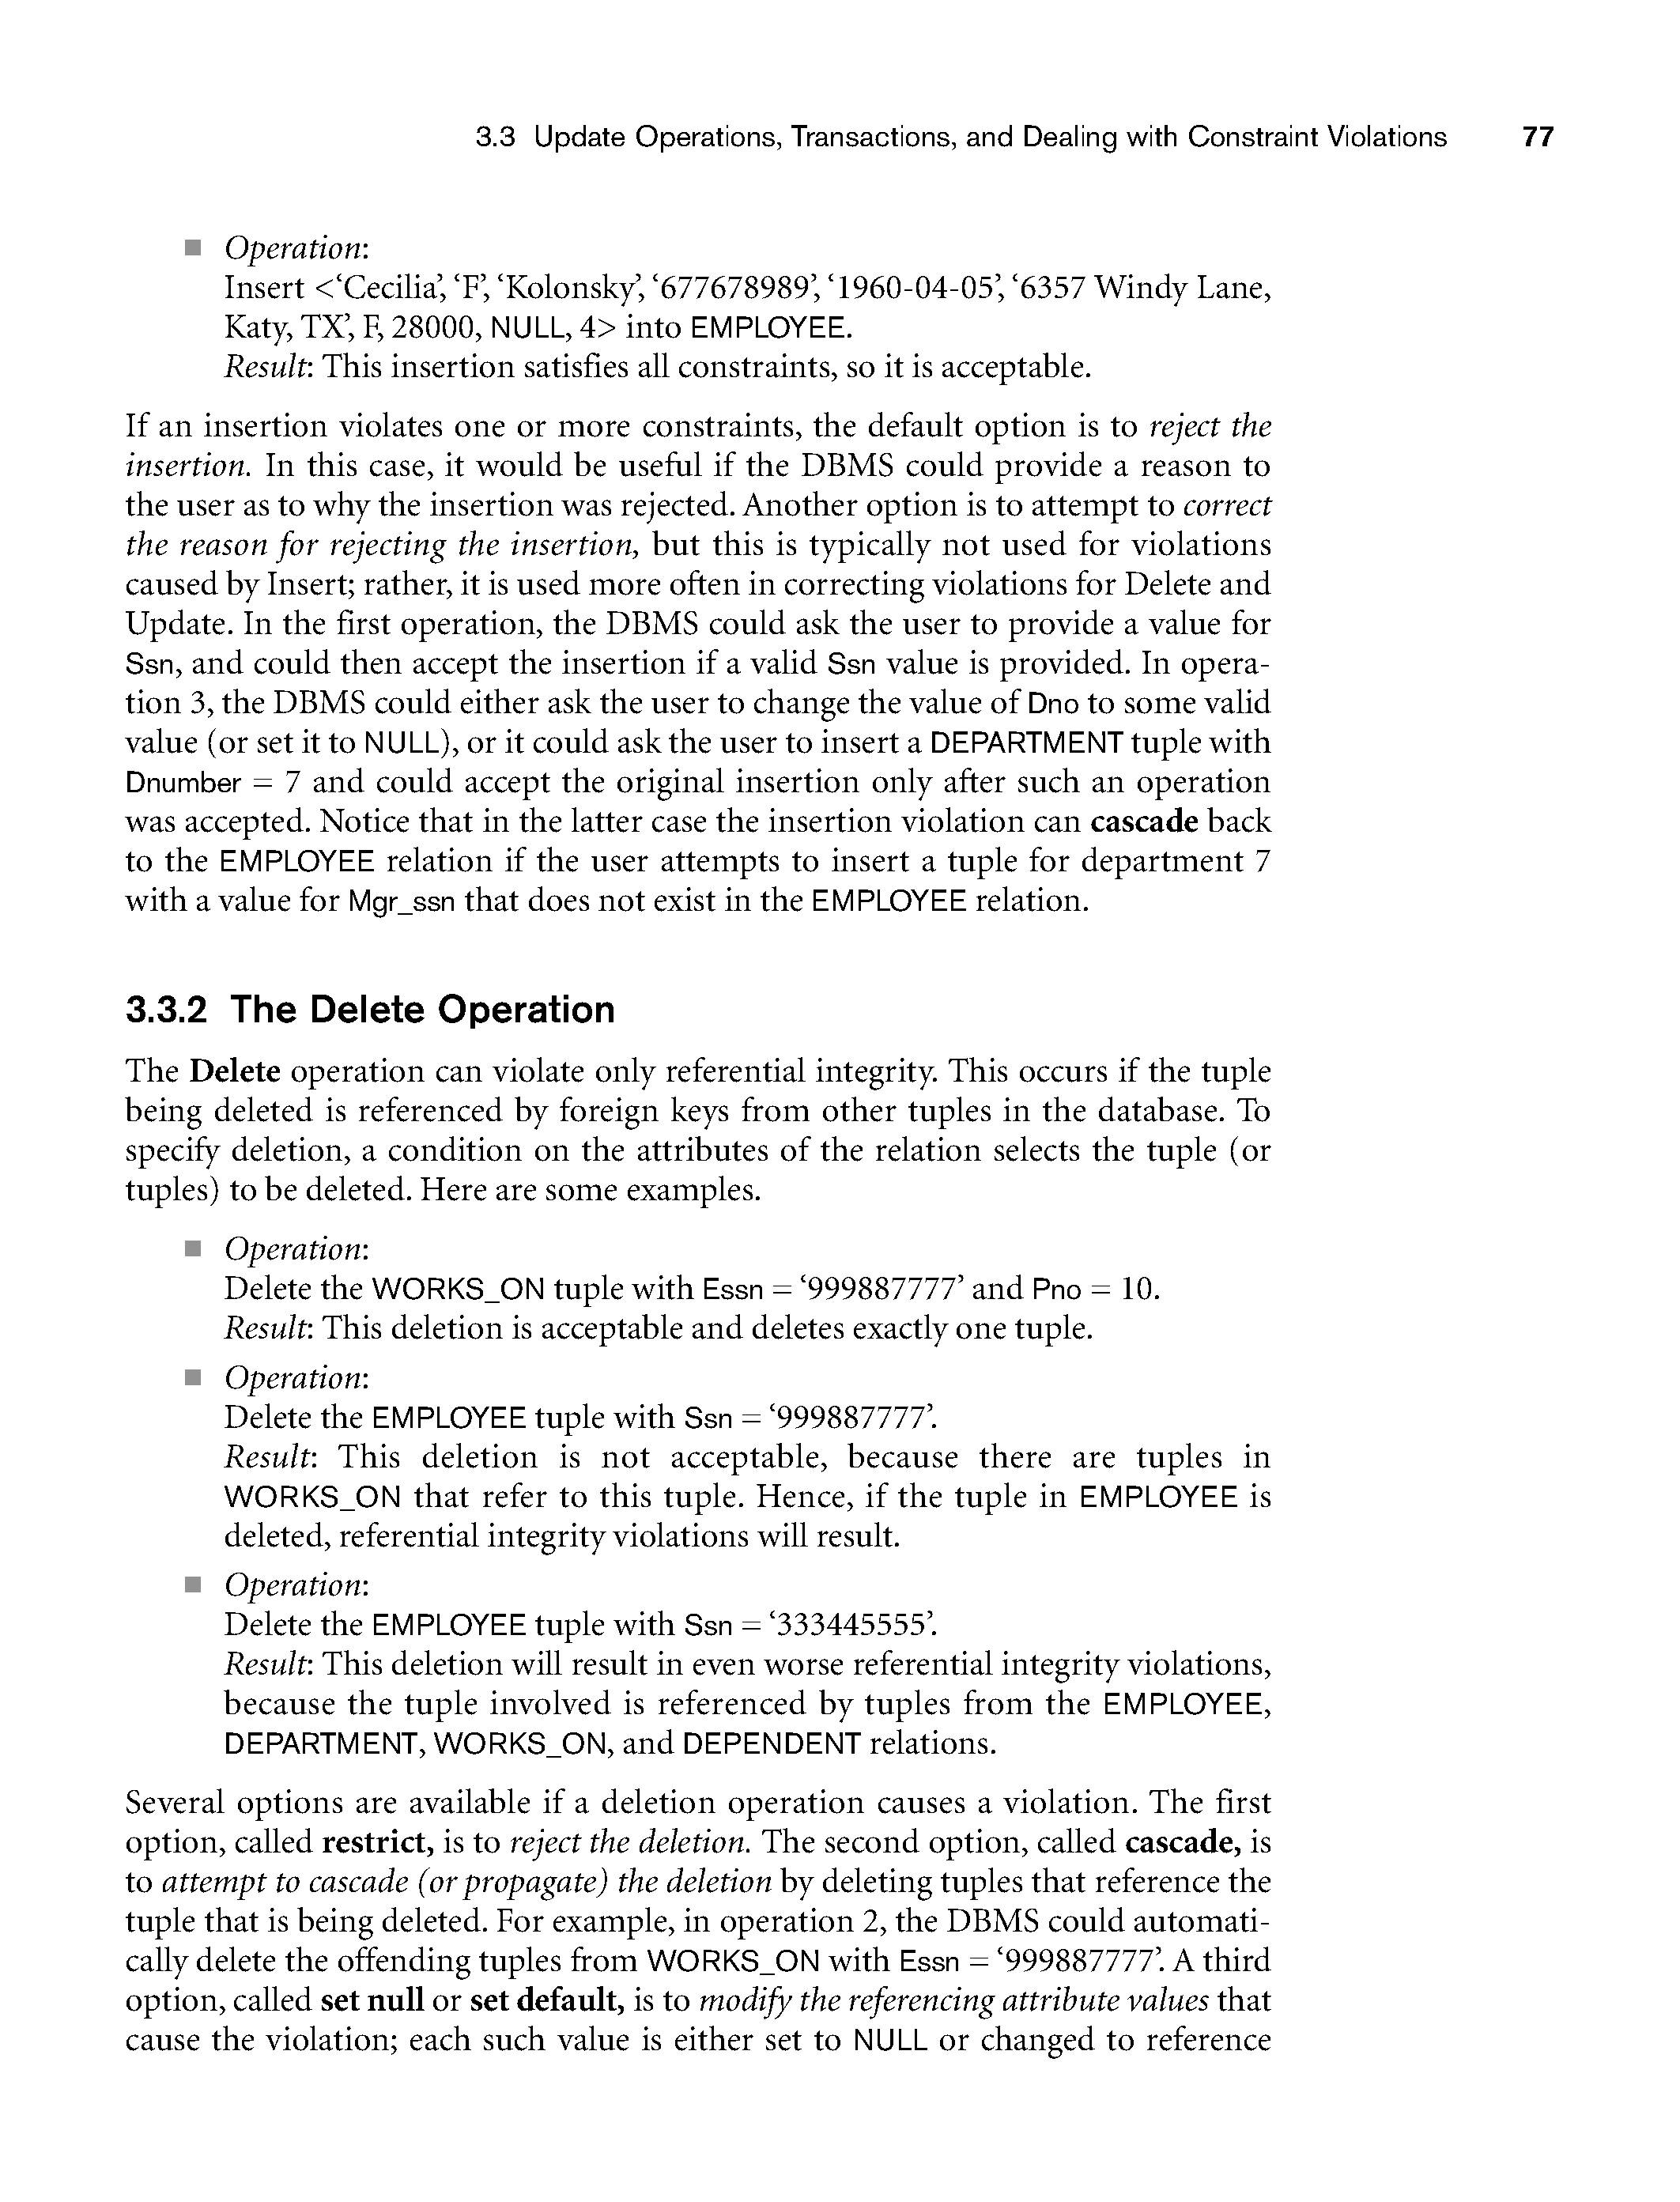 3.3 Update Operations, Transactions, and Dealing with Constraint Violations 77
■ Operation:
Insert <‘Cecilia’, ‘F’, ‘Kolonsky’, ‘677678989’, ‘1960-04-05’, ‘6357 Windy Lane,
Katy, TX’, F, 28000, NULL, 4> into EMPLOYEE.
Result: This insertion satisfies all constraints, so it is acceptable.
If an insertion violates one or more constraints, the default option is to reject the
insertion. In this case, it would be useful if the DBMS could provide a reason to
the user as to why the insertion was rejected. Another option is to attempt to correct
the reason for rejecting the insertion, but this is typically not used for violations
caused by Insert; rather, it is used more often in correcting violations for Delete and
Update. In the first operation, the DBMS could ask the user to provide a value for
Ssn, and could then accept the insertion if a valid Ssn value is provided. In opera-
tion 3, the DBMS could either ask the user to change the value of Dno to some valid
value (or set it to NULL), or it could ask the user to insert a DEPARTMENT tuple with
Dnumber = 7 and could accept the original insertion only after such an operation
was accepted. Notice that in the latter case the insertion violation can cascade back
to the EMPLOYEE relation if the user attempts to insert a tuple for department 7
with a value for Mgr_ssn that does not exist in the EMPLOYEE relation.
3.3.2 The Delete Operation
The Delete operation can violate only referential integrity. This occurs if the tuple
being deleted is referenced by foreign keys from other tuples in the database. To
specify deletion, a condition on the attributes of the relation selects the tuple (or
tuples) to be deleted. Here are some examples.
■ Operation:
Delete the WORKS_ON tuple with Essn = ‘999887777’ and Pno = 10.
Result: This deletion is acceptable and deletes exactly one tuple.
■ Operation:
Delete the EMPLOYEE tuple with Ssn = ‘999887777’.
Result: This deletion is not acceptable, because there are tuples in
WORKS_ON that refer to this tuple. Hence, if the tuple in EMPLOYEE is
deleted, referential integrity violations will result.
■ Operation:
Delete the EMPLOYEE tuple with Ssn = ‘333445555’.
Result: This deletion will result in even worse referential integrity violations,
because the tuple involved is referenced by tuples from the EMPLOYEE,
DEPARTMENT, WORKS_ON, and DEPENDENT relations.
Several options are available if a deletion operation causes a violation. The first
option, called restrict, is to reject the deletion. The second option, called cascade, is
to attempt to cascade (or propagate) the deletion by deleting tuples that reference the
tuple that is being deleted. For example, in operation 2, the DBMS could automati-
cally delete the offending tuples from WORKS_ON with Essn = ‘999887777’. A third
option, called set null or set default, is to modify the referencing attribute values that
cause the violation; each such value is either set to NULL or changed to reference